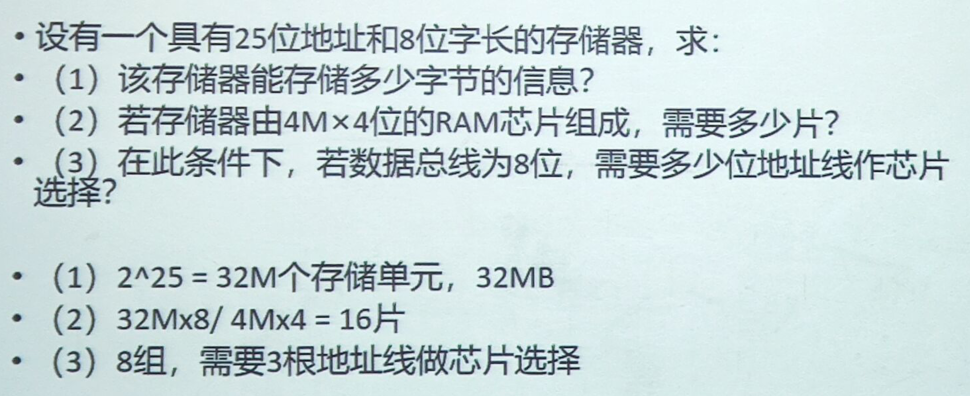 • 设有一个具有25位地址和8位字长的存储器，求：
• （1）该存储器能存储多少字节的信息？
• （2）若存储器由4M×4位的RAM芯片组成，需要多少片？
• （3）在此条件下，若数据总线为8位，需要多少位地址线作芯片
选择？
• （1）2^25 = 32M个存储单元，32MB
• （2）32Mx8/ 4Mx4 = 16片
• （3）8组，需要3根地址线做芯片选择